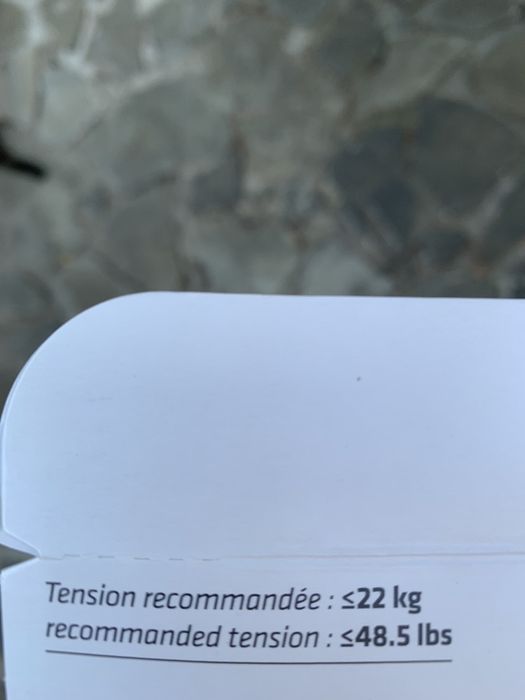 Tension recommandée : ≤22 kg
recommanded tension : ≤48.5 lbs